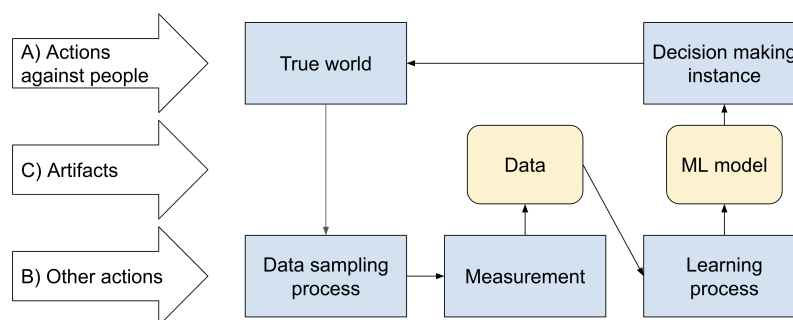 A) Actions
against people
True world
Decision making
instance
C) Artifacts
Data
ML model
B) Other actions
Data sampling
process
Measurement
Learning
process